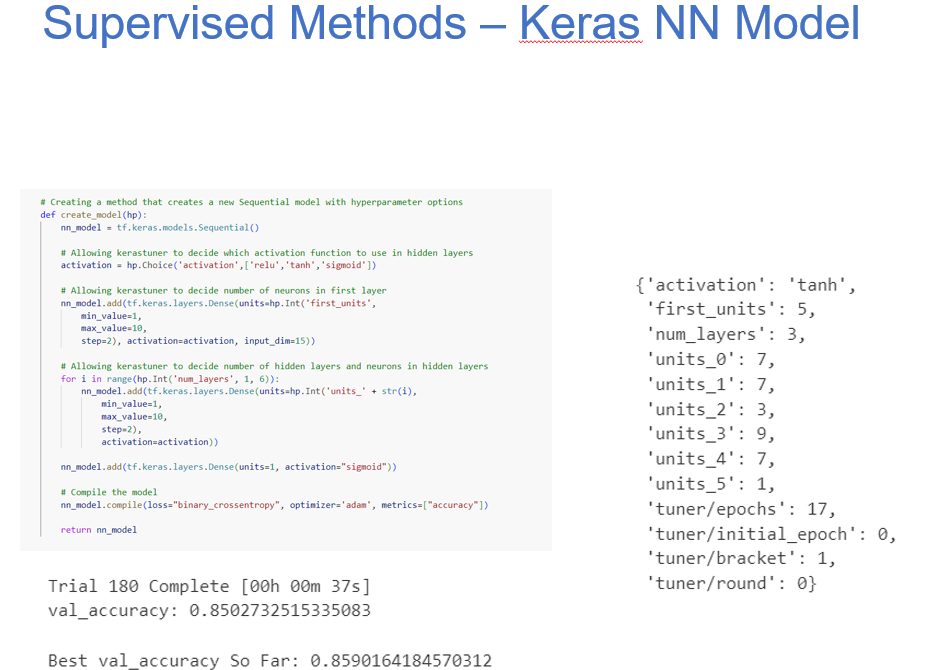 Supervised Methods – Keras NN Model
# Creating a method that creates a new Sequential model with hyperparameter options
def create_model(hp):
    nn_model = tf.keras.models.Sequential()
    # Allowing kerastuner to decide which activation function to use in hidden layers
    activation = hp.Choice('activation',['relu','tanh','sigmoid'])
    # Allowing kerastuner to decide number of neurons in first layer
    nn_model.add(tf.keras.layers.Dense(units=hp.Int('first_units',
        min_value=1,
        max_value=10,
        step=2), activation=activation, input_dim=15))
    # Allowing kerastuner to decide number of hidden layers and neurons in hidden layers
    for i in range(hp.Int('num_layers', 1, 6)):
        nn_model.add(tf.keras.layers.Dense(units=hp.Int('units_' + str(i),
            min_value=1,
            max_value=10,
            step=2),
            activation=activation))
    nn_model.add(tf.keras.layers.Dense(units=1, activation="sigmoid"))
    # Compile the model
    nn_model.compile(loss="binary_crossentropy", optimizer='adam', metrics=["accuracy"])
    return nn_model
Trial 180 Complete [00h 00m 37s]
val_accuracy: 0.8502732515335083
Best val_accuracy So Far: 0.8590164184570312
{'activation': 'tanh',
 'first_units': 5,
 'num_layers': 3,
 'units_0': 7,
 'units_1': 7,
 'units_2': 3,
 'units_3': 9,
 'units_4': 7,
 'units_5': 1,
 'tuner/epochs': 17,
 'tuner/initial_epoch': 0,
 'tuner/bracket': 1,
 'tuner/round': 0}